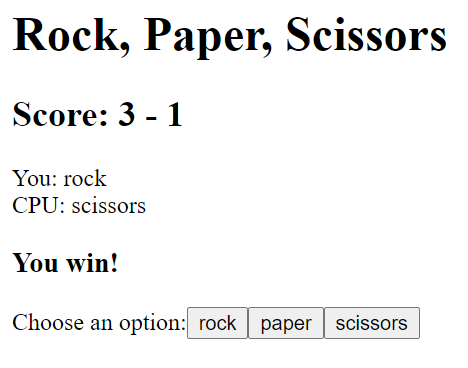 Rock, Paper, Scissors
Score: 3 - 1
You: rock
CPU: scissors
You win!
Choose an option: rock paper scissors